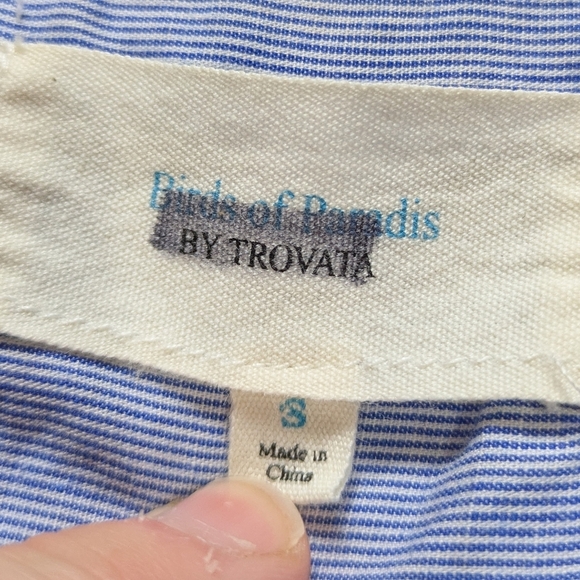 Birds of Paradis
BY TROVATA
S
Made in
China